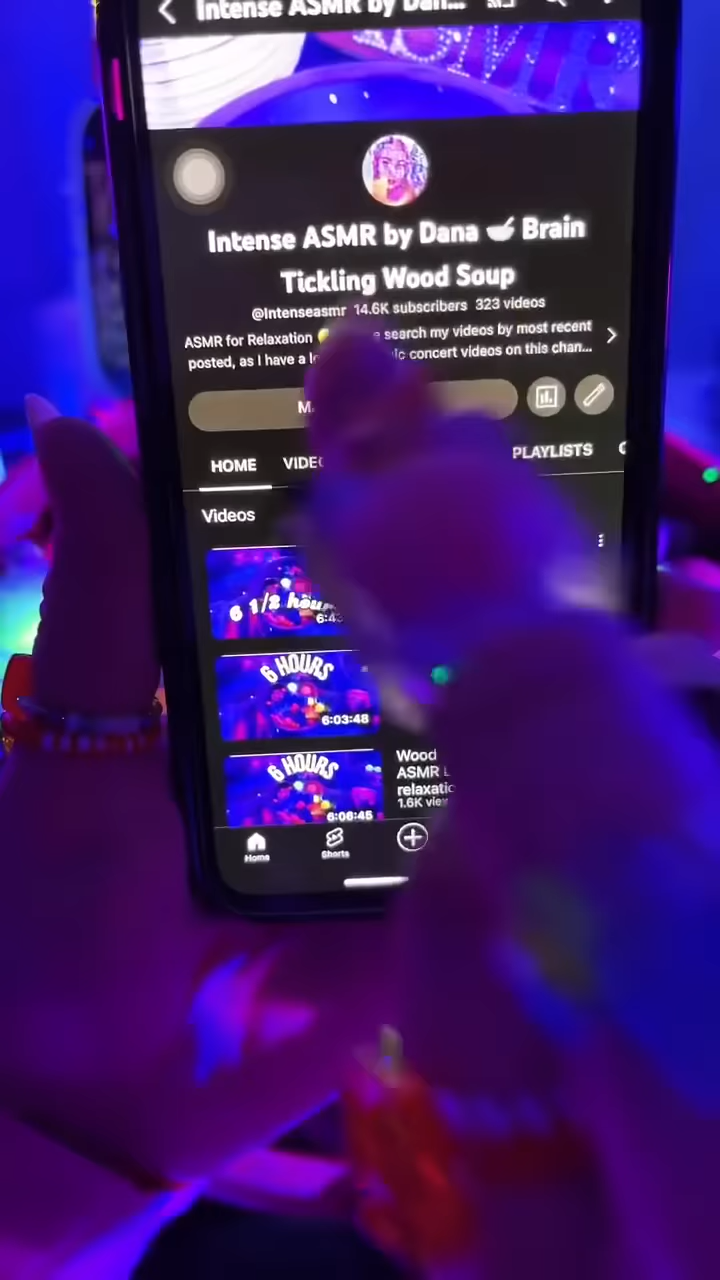 Intense ASMR by Dan...
ASMR
Intense ASMR by Dana 🥣 Brain
Tickling Wood Soup
@Intenseasmr 14.6K subscribers 323 videos
ASMR for Relaxation search my videos by most recent
posted, as I have a concert videos on this chan...
HOME PLAYLISTS
Videos
6 1/2
6 HOURS
6:03:48
6 HOURS
6:06:45
Wood
ASMR
1.6K
Home Shorts